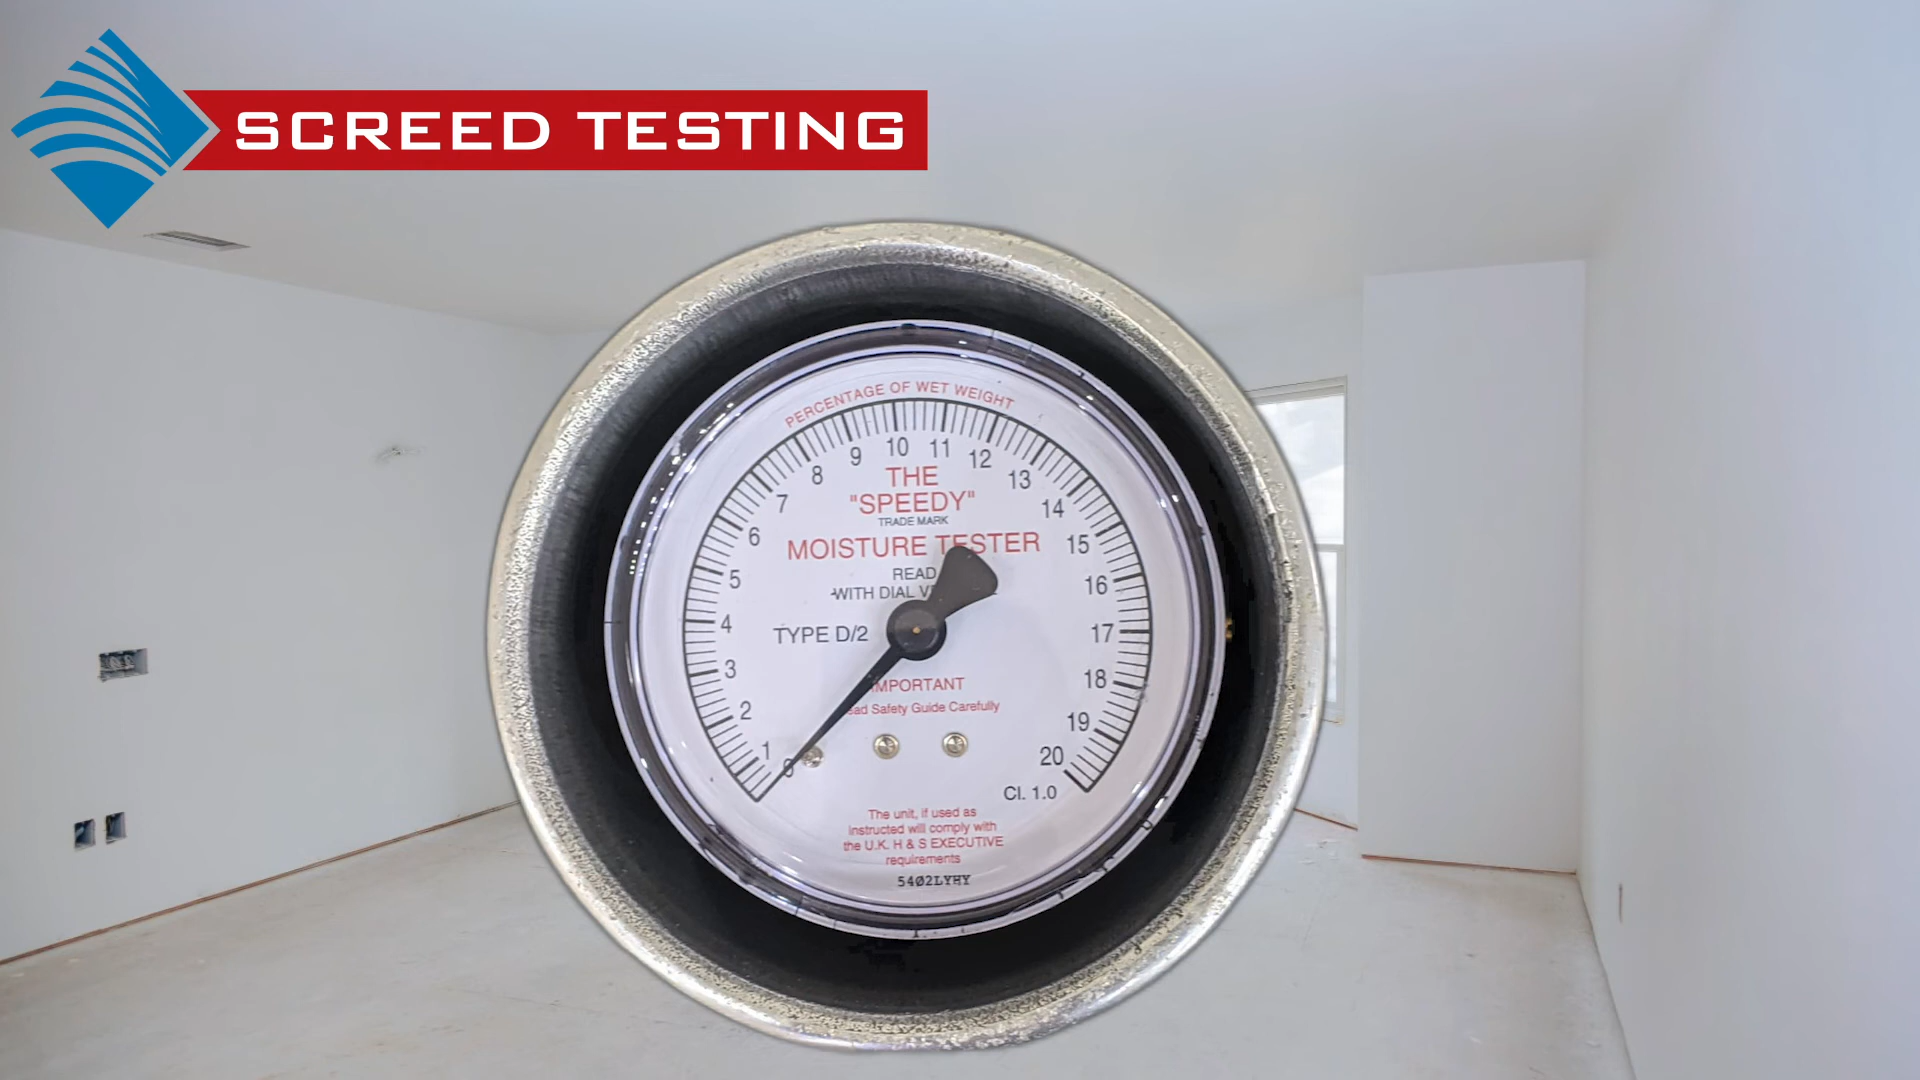 SCREED TESTING
PERCENTAGE OF WET WEIGHT
0 1 2 3 4 5 6 7 8 9 10 11 12 13 14 15 16 17 18 19 20
THE
"SPEEDY"
TRADE MARK
MOISTURE TESTER
READ
WITH DIAL
TYPE D/2
IMPORTANT
Safety Guide Carefully
Cl. 1.0
The unit, if used as
instructed will comply with
the U.K. H & S EXECUTIVE
requirements
5402LYHY